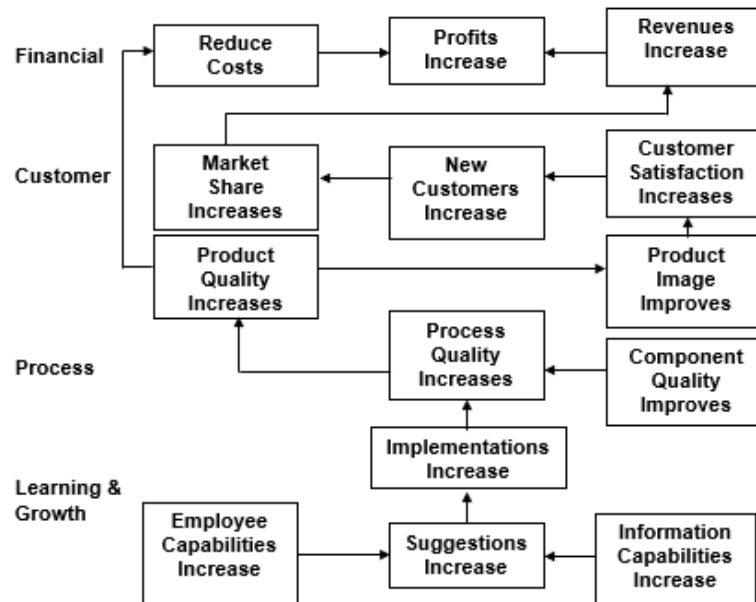 Financial
Reduce
Costs
Profits
Increase
Revenues
Increase
Customer
Market
Share
Increases
New
Customers
Increase
Customer
Satisfaction
Increases
Product
Quality
Increases
Product
Image
Improves
Process
Process
Quality
Increases
Component
Quality
Improves
Implementations
Increase
Learning &
Growth
Employee
Capabilities
Increase
Suggestions
Increase
Information
Capabilities
Increase